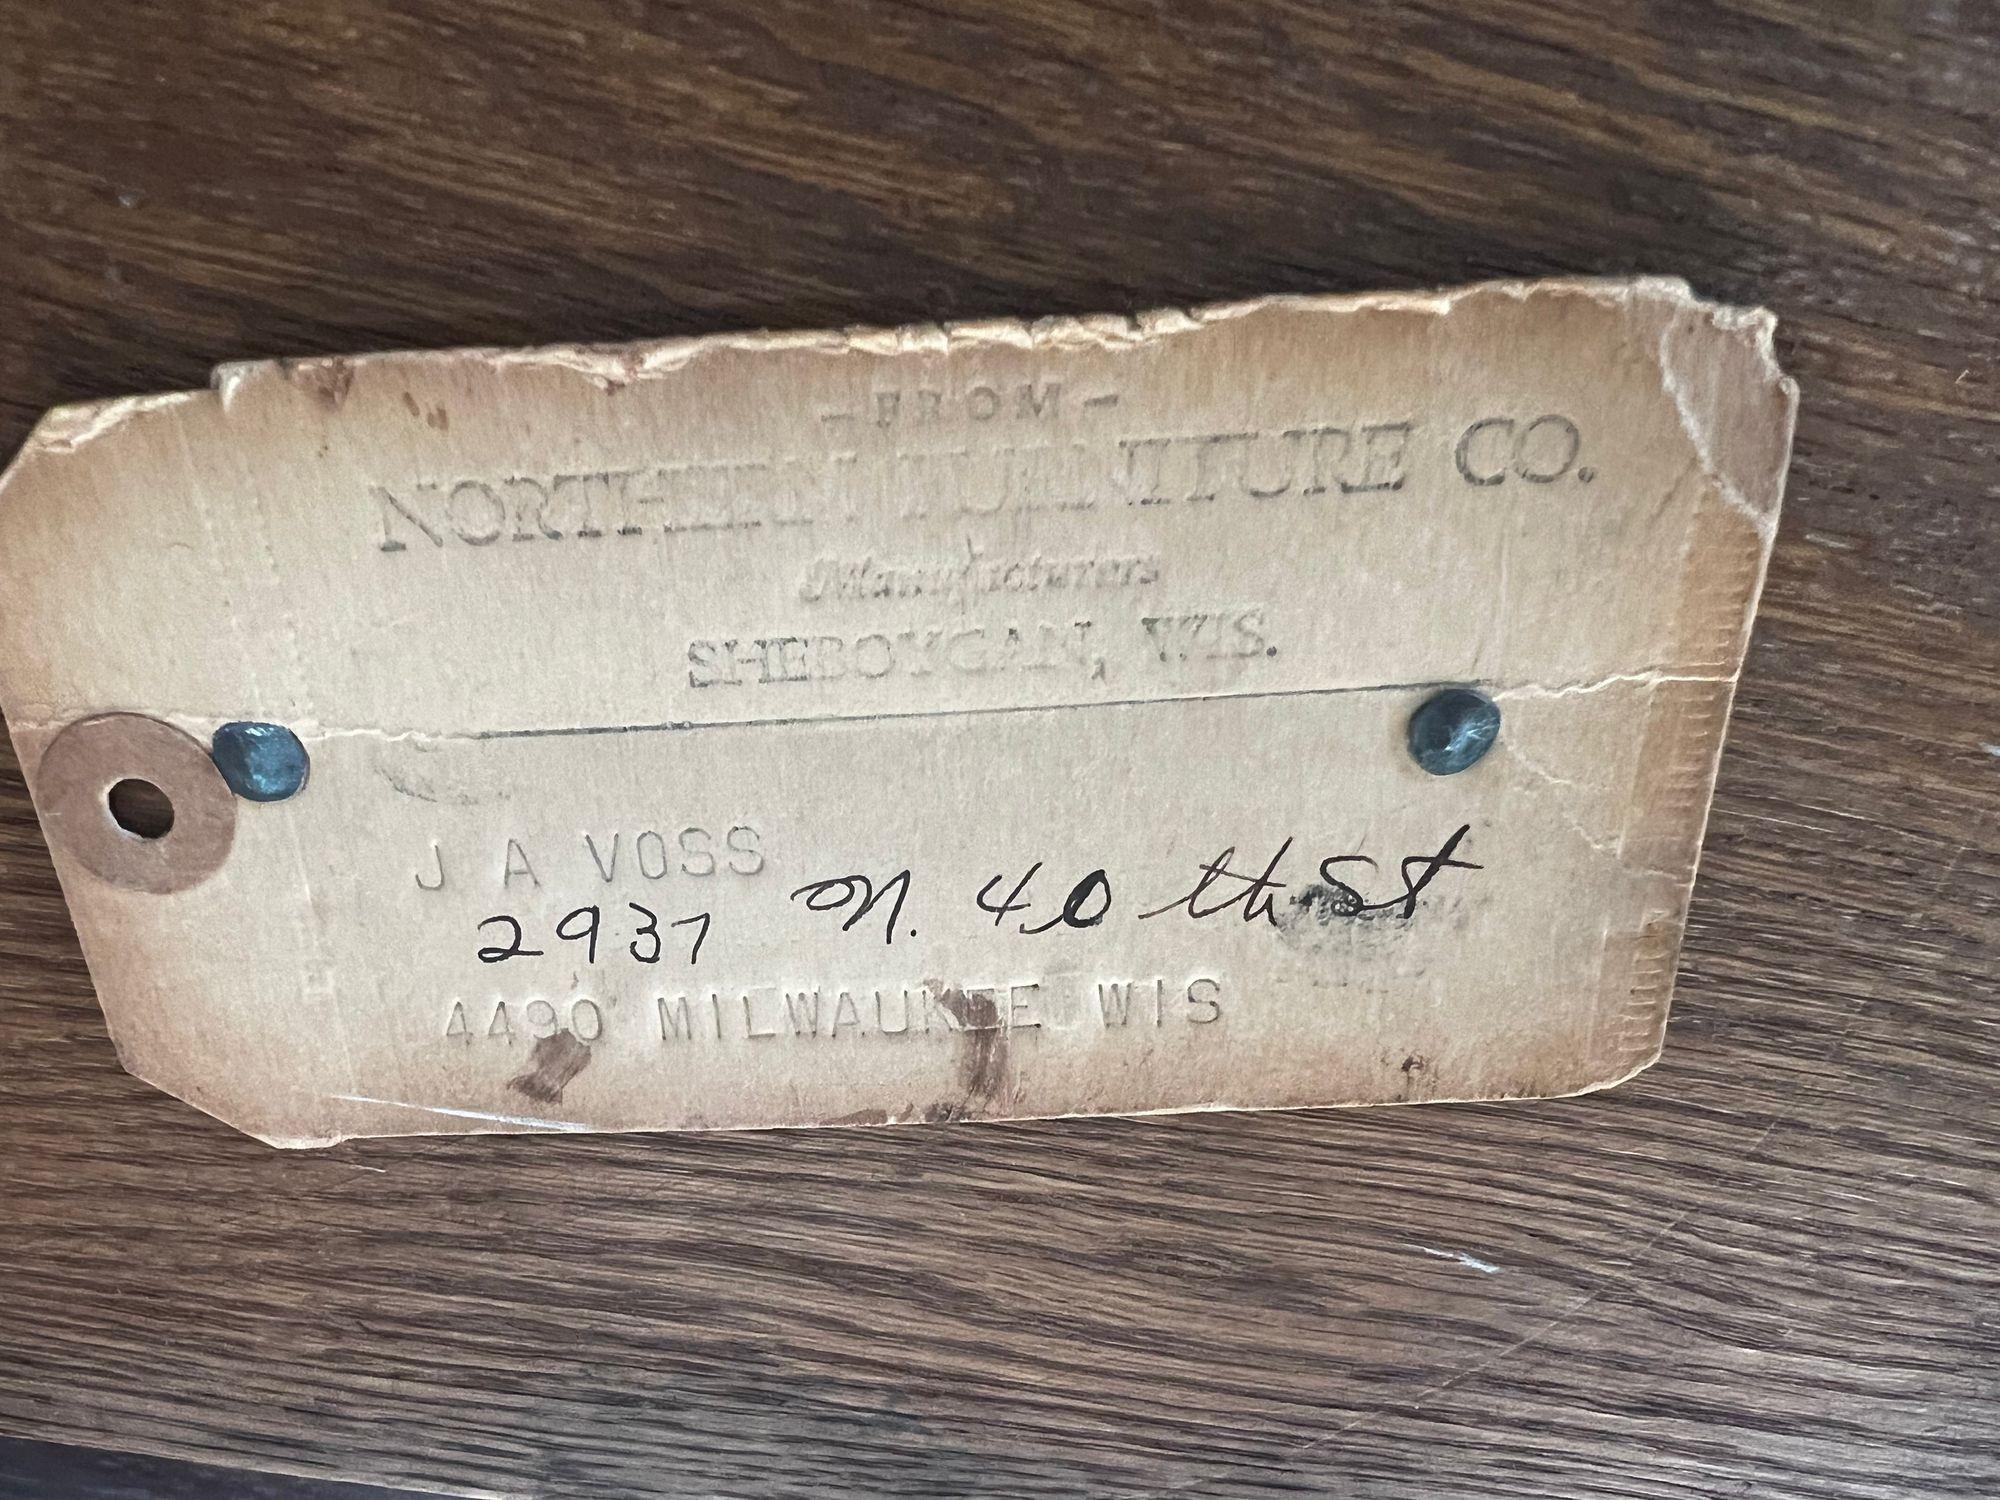 -FROM-
NORTHERN FURNITURE CO.
Manufacturers
SHEBOYGAN, WIS.
J A VOSS
2937 N. 40 th St
4490 MILWAUKEE WIS